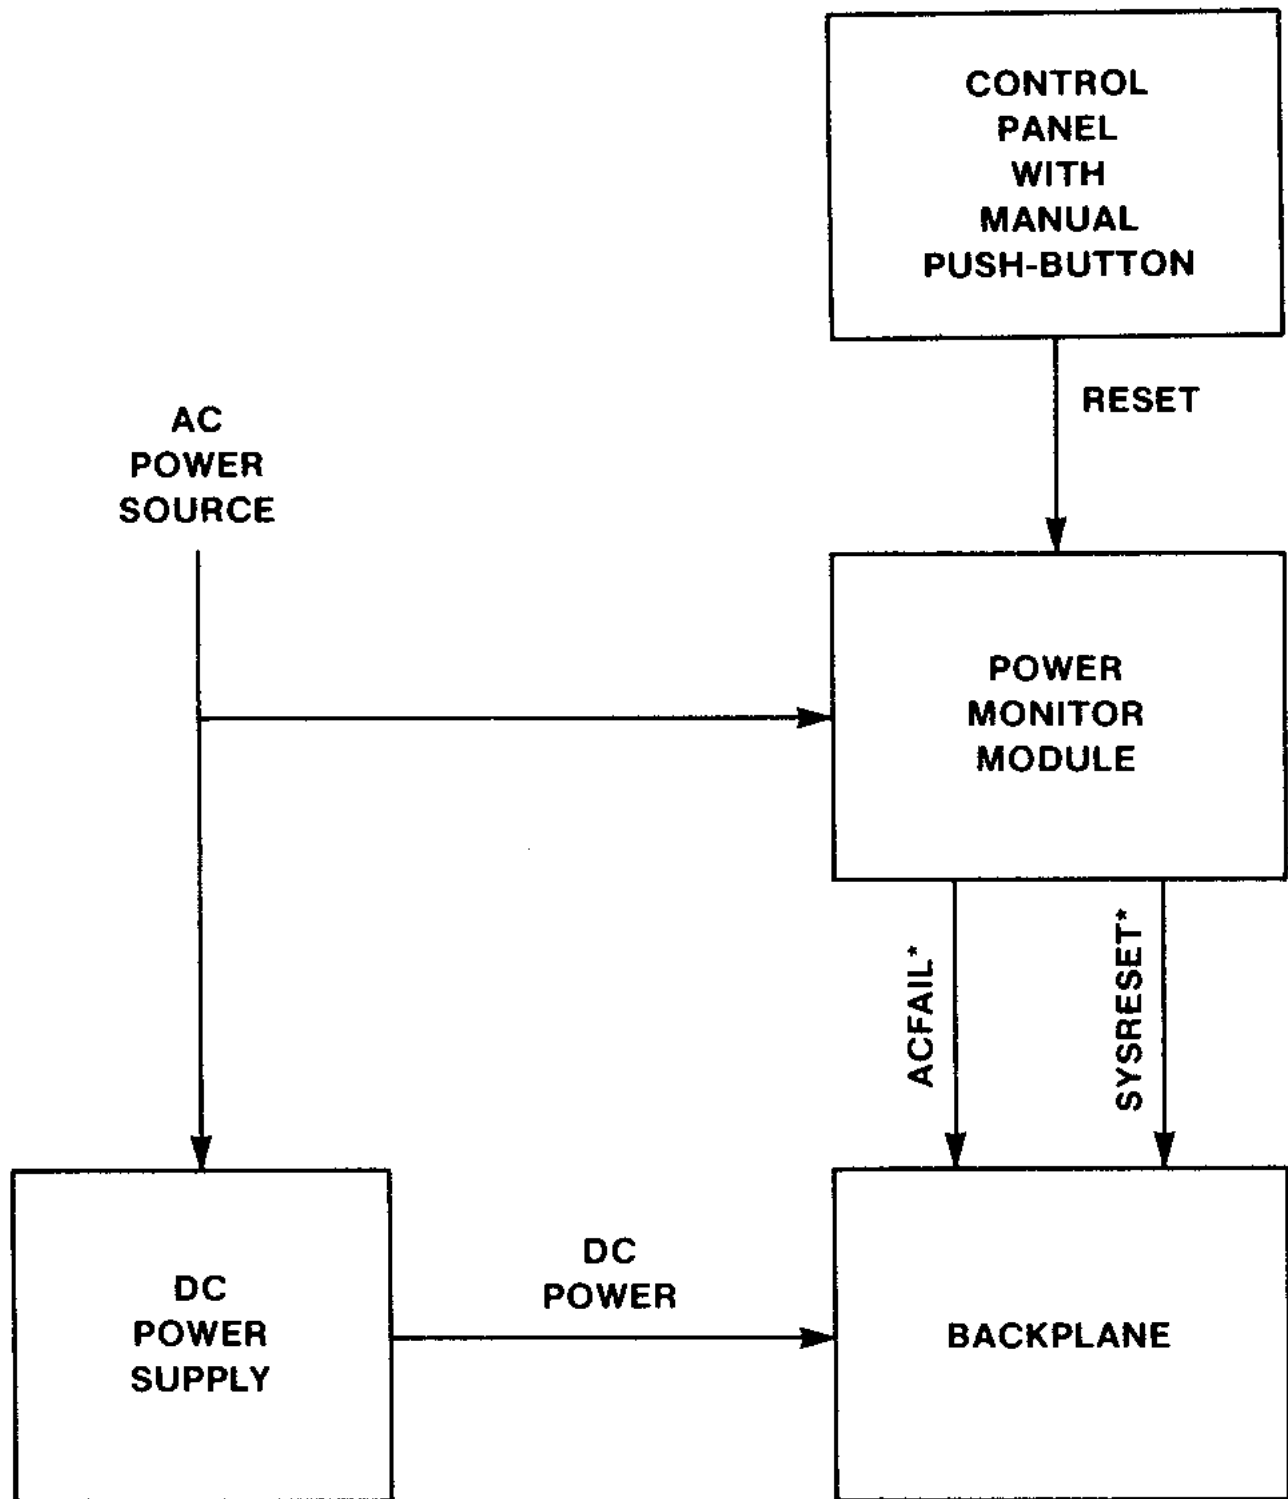 CONTROL
PANEL
WITH
MANUAL
PUSH-BUTTON
RESET
AC
POWER
SOURCE
POWER
MONITOR
MODULE
ACFAIL*
SYSRESET*
DC
POWER
SUPPLY
DC
POWER
BACKPLANE